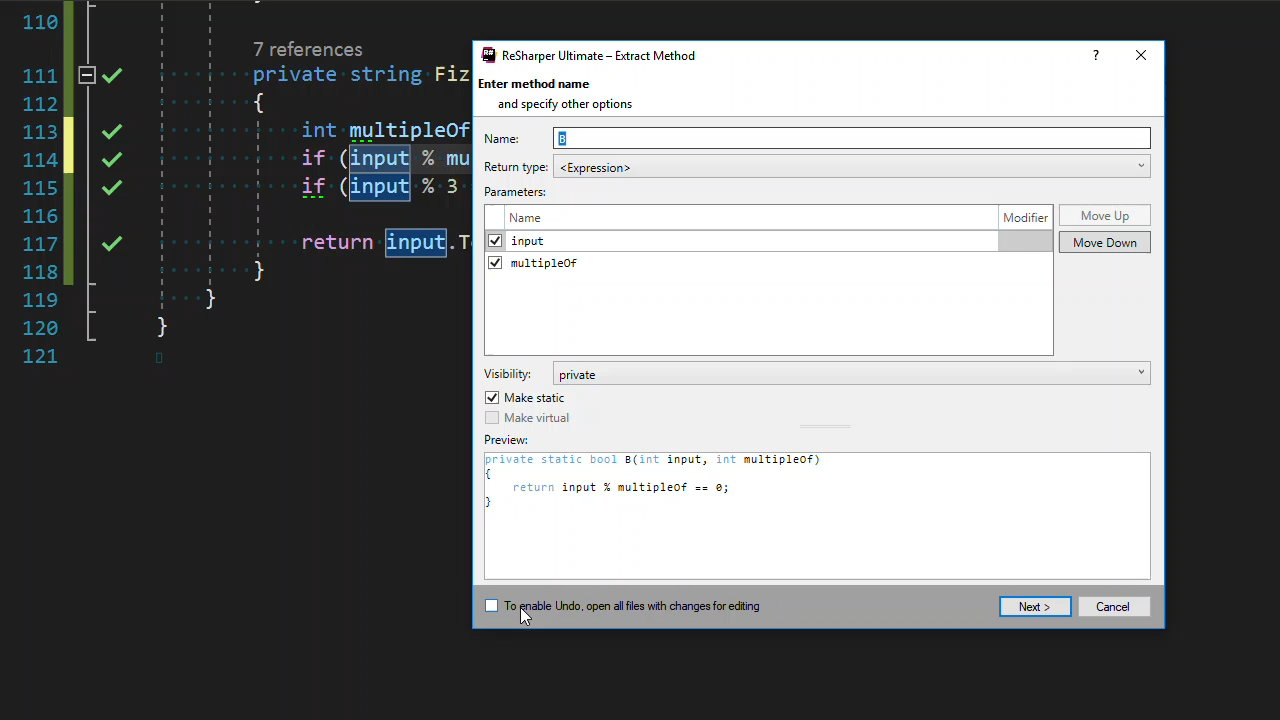 110 }
7 references
111 private string Fiz
112 {
113 int multipleOf
114 if (input % mu
115 if (input % 3
116
117 return input.T
118 }
119 }
120 }
121
ReSharper Ultimate – Extract Method
?
Enter method name
and specify other options
Name: B
Return type: <Expression>
Parameters:
Name Modifier
input
multipleOf
Move Up
Move Down
Visibility: private
Make static
Make virtual
Preview:
private static bool B(int input, int multipleOf)
{
return input % multipleOf == 0;
}
To enable Undo, open all files with changes for editing
Next >
Cancel